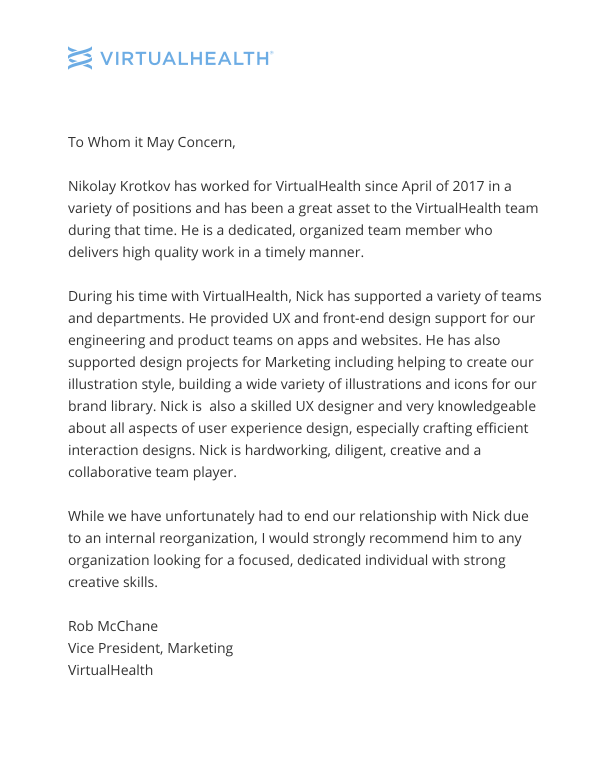 VIRTUALHEALTH®
To Whom it May Concern,
Nikolay Krotkov has worked for VirtualHealth since April of 2017 in a
variety of positions and has been a great asset to the VirtualHealth team
during that time. He is a dedicated, organized team member who
delivers high quality work in a timely manner.
During his time with VirtualHealth, Nick has supported a variety of teams
and departments. He provided UX and front-end design support for our
engineering and product teams on apps and websites. He has also
supported design projects for Marketing including helping to create our
illustration style, building a wide variety of illustrations and icons for our
brand library. Nick is  also a skilled UX designer and very knowledgeable
about all aspects of user experience design, especially crafting efficient
interaction designs. Nick is hardworking, diligent, creative and a
collaborative team player.
While we have unfortunately had to end our relationship with Nick due
to an internal reorganization, I would strongly recommend him to any
organization looking for a focused, dedicated individual with strong
creative skills.
Rob McChane
Vice President, Marketing
VirtualHealth